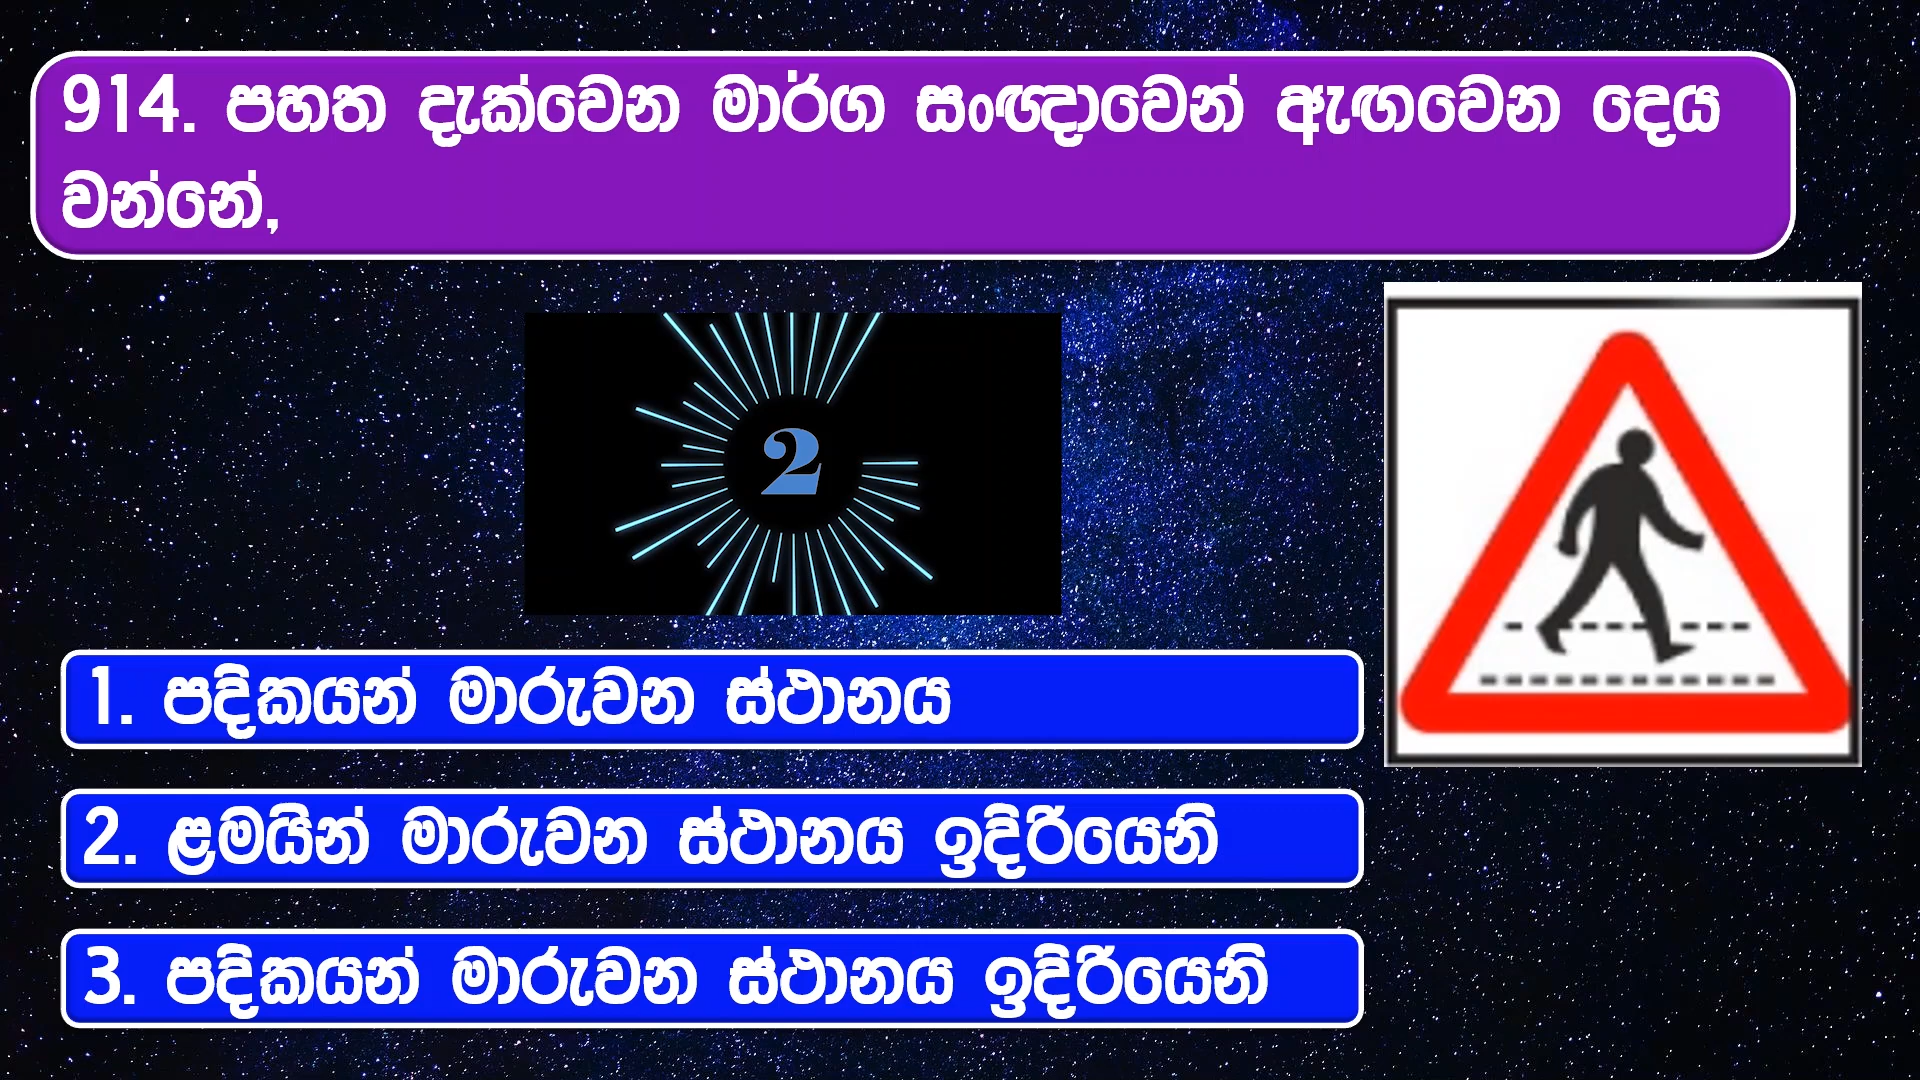 914. පහත දැක්වෙන මාර්ග සංඥාවෙන් ඇඟවෙන දෙය
වන්නේ,
2
1. පදිකයන් මාරුවන ස්ථානය
2. ළමයින් මාරුවන ස්ථානය ඉදිරියෙනි
3. පදිකයන් මාරුවන ස්ථානය ඉදිරියෙනි